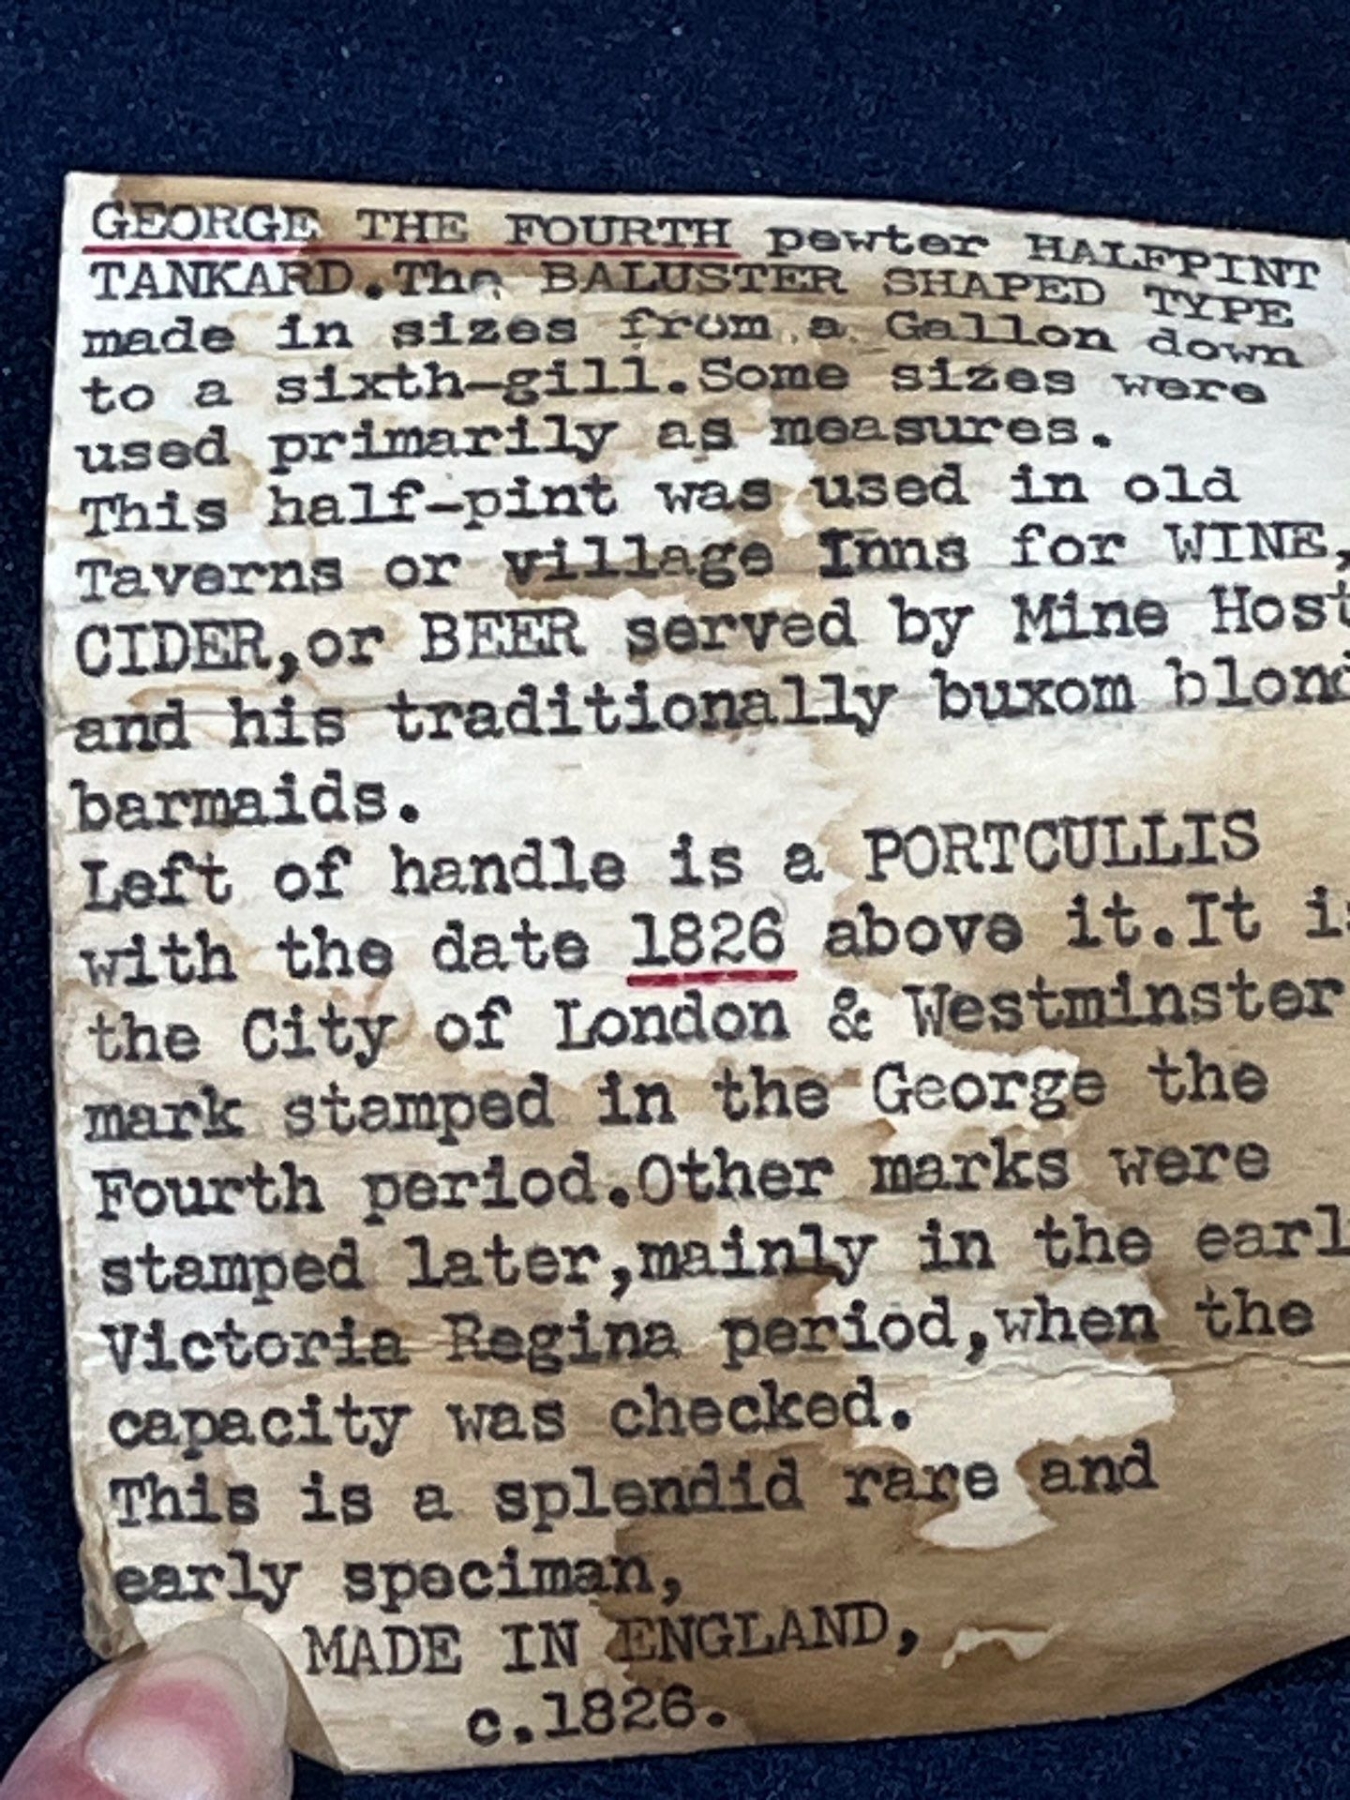 GEORGE THE FOURTH pewter HALFPINT
TANKARD.The BALUSTER SHAPED TYPE
made in sizes from a Gallon down
to a sixth-gill.Some sizes were
used primarily as measures.
This half-pint was used in old
Taverns or village Inns for WINE,
CIDER,or BEER served by Mine Host
and his traditionally buxom blond
barmaids.
Left of handle is a PORTCULLIS
with the date 1826 above it.It is
the City of London & Westminster
mark stamped in the George the
Fourth period.Other marks were
stamped later,mainly in the earl
Victoria Regina period,when the
capacity was checked.
This is a splendid rare and
early speciman,
MADE IN ENGLAND,
c.1826.